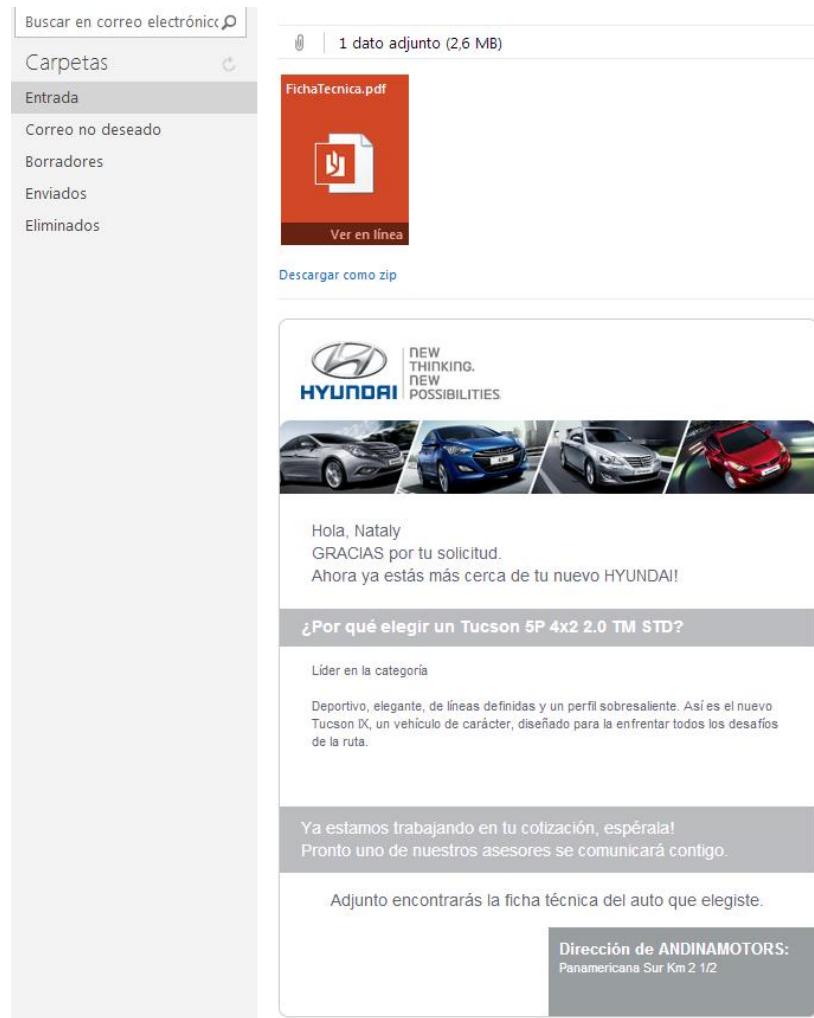 Buscar en correo electrónicc
Carpetas
Entrada
Correo no deseado
Borradores
Enviados
Eliminados
1 dato adjunto (2,6 MB)
FichaTecnica.pdf
Ver en línea
Descargar como zip
HYUNDAI
NEW
THINKING.
NEW
POSSIBILITIES.
Hola, Nataly
GRACIAS por tu solicitud.
Ahora ya estás más cerca de tu nuevo HYUNDAI!
¿Por qué elegir un Tucson 5P 4x2 2.0 TM STD?
Líder en la categoría
Deportivo, elegante, de líneas definidas y un perfil sobresaliente. Así es el nuevo
Tucson IX, un vehículo de carácter, diseñado para la enfrentar todos los desafíos
de la ruta.
Ya estamos trabajando en tu cotización, espérala!
Pronto uno de nuestros asesores se comunicará contigo.
Adjunto encontrarás la ficha técnica del auto que elegiste.
Dirección de ANDINAMOTORS:
Panamericana Sur Km 2 1/2